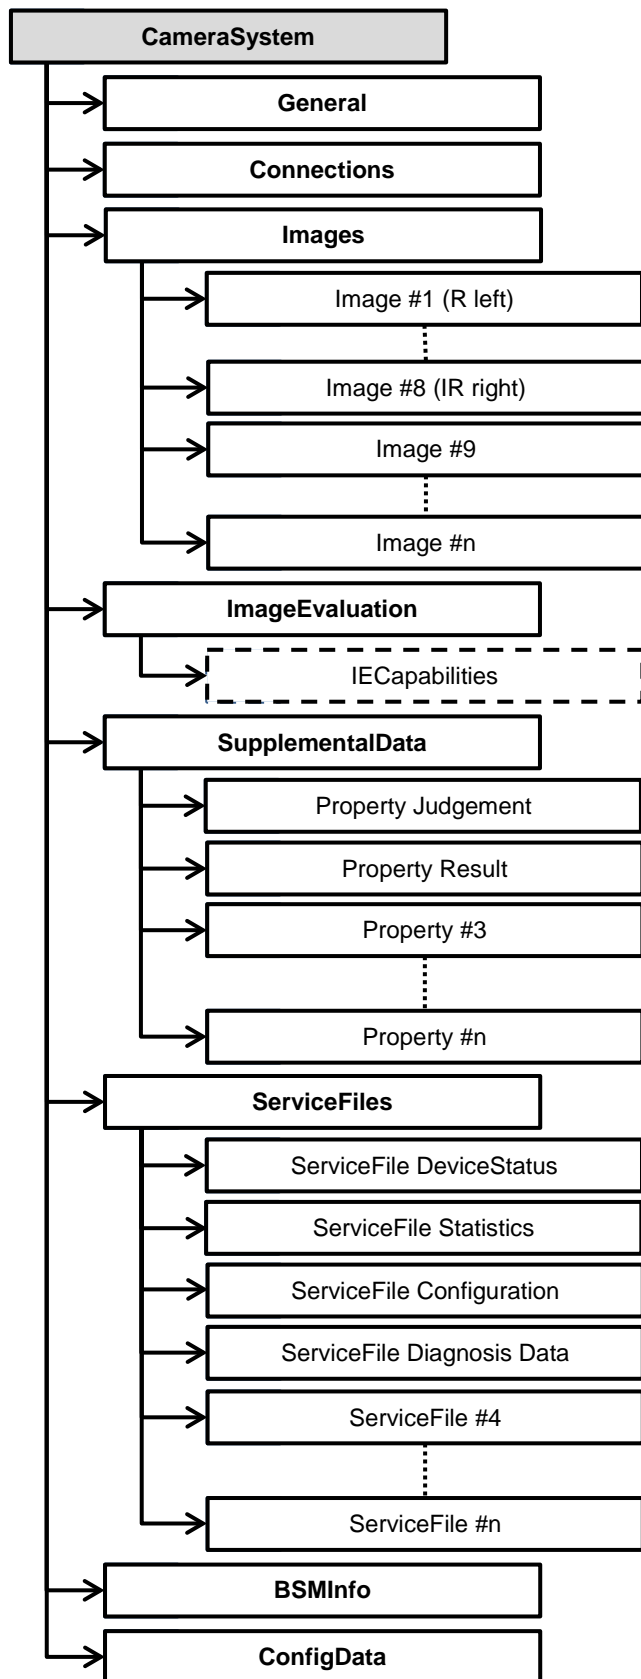 CameraSystem
General
Connections
Images
Image #1 (R left)
Image #8 (IR right)
Image #9
Image #n
ImageEvaluation
IECapabilities
SupplementalData
Property Judgement
Property Result
Property #3
Property #n
ServiceFiles
ServiceFile DeviceStatus
ServiceFile Statistics
ServiceFile Configuration
ServiceFile Diagnosis Data
ServiceFile #4
ServiceFile #n
BSMInfo
ConfigData